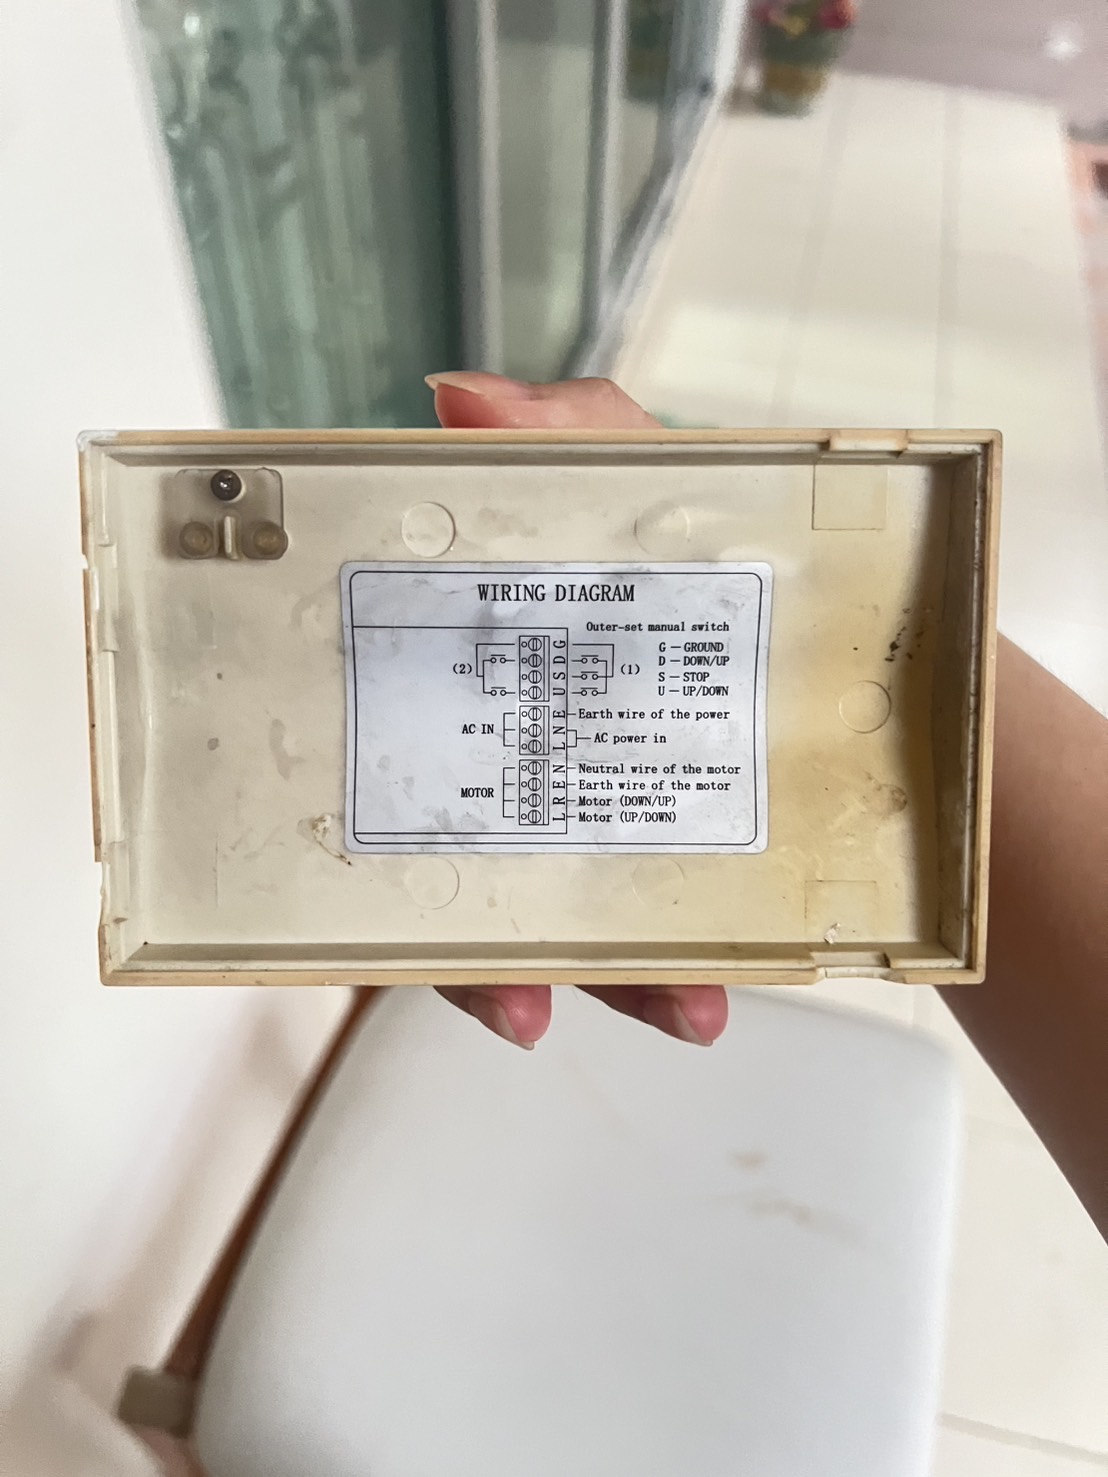 WIRING DIAGRAM
Outer-set manual switch
G
G — GROUND
D
D — DOWN/UP
(2)
(1)
S
S — STOP
U
U — UP/DOWN
E
Earth wire of the power
AC IN
N
AC power in
L
N
Neutral wire of the motor
E
Earth wire of the motor
MOTOR
R
Motor (DOWN/UP)
L
Motor (UP/DOWN)